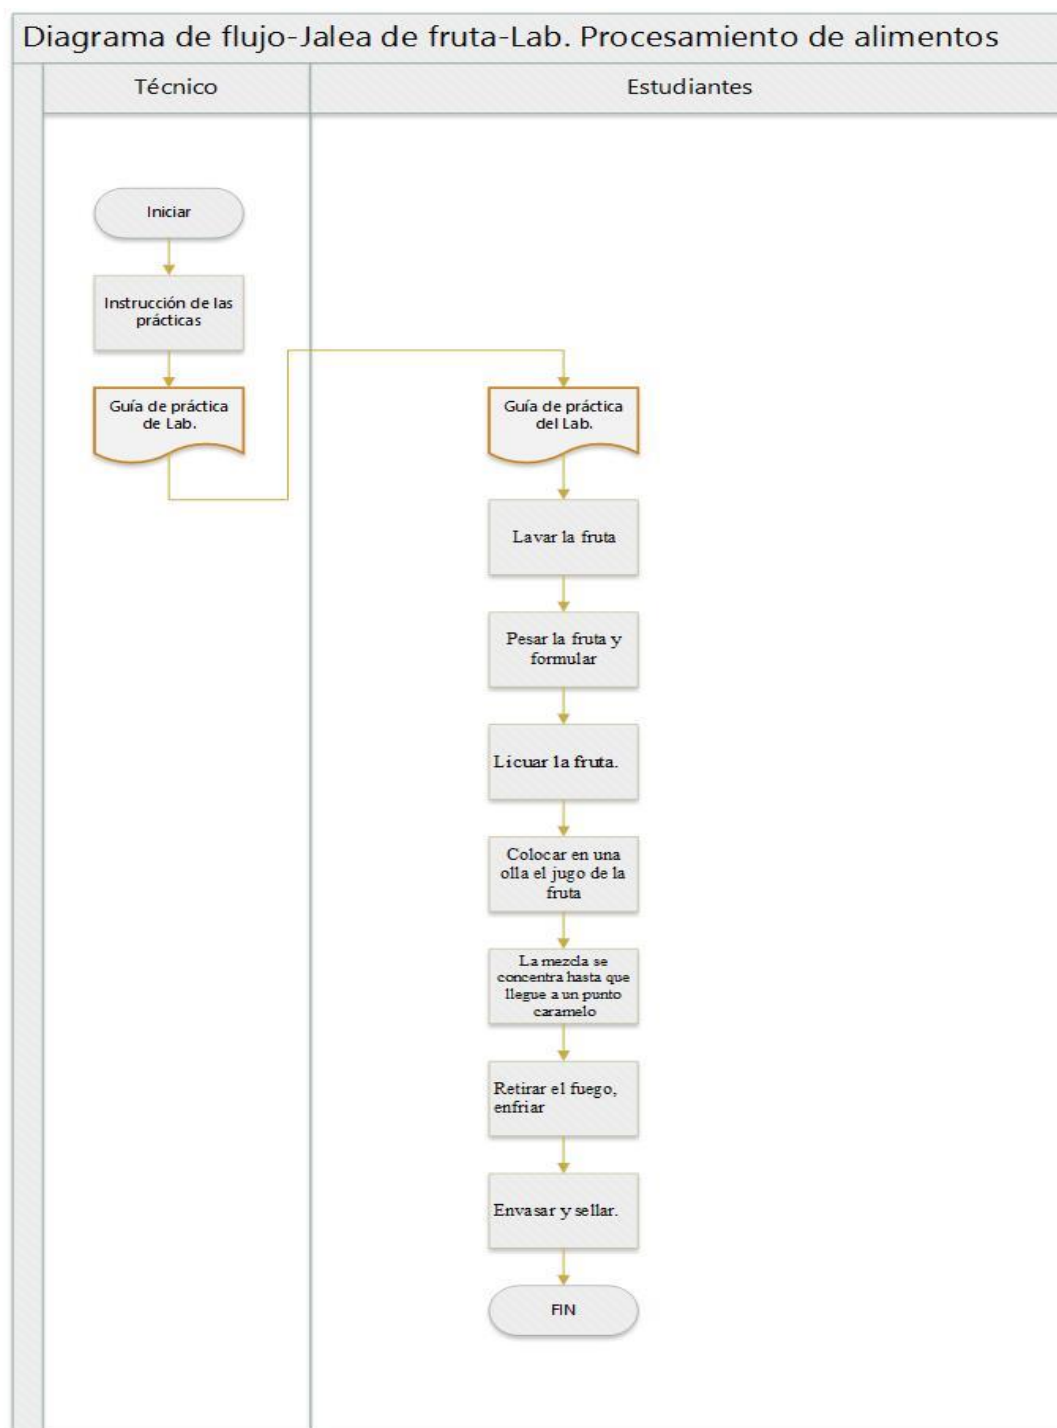 Diagrama de flujo-Jalea de fruta-Lab. Procesamiento de alimentos
Técnico
Estudiantes
Iniciar
Instrucción de las
prácticas
Guía de práctica
de Lab.
Guía de práctica
del Lab.
Lavar la fruta
Pesar la fruta y
formular
Licuar la fruta.
Colocar en una
olla el jugo de la
fruta
La mezcla se
concentra hasta que
llegue a un punto
caramelo
Retirar el fuego,
enfriar
Envasar y sellar.
FIN